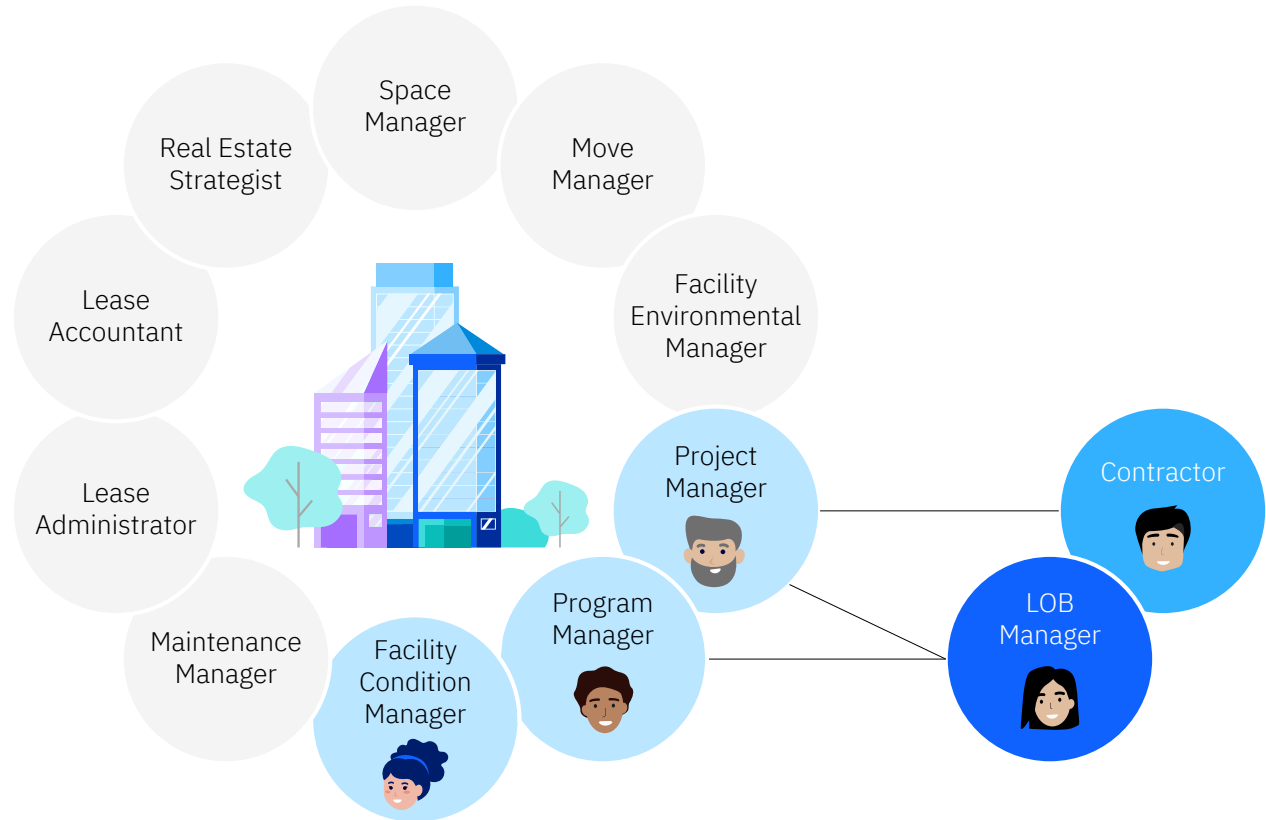 Space
Manager
Real Estate
Strategist
Move
Manager
Lease
Accountant
Facility
Environmental
Manager
Project
Manager
Contractor
Lease
Administrator
Program
Manager
LOB
Manager
Maintenance
Manager
Facility
Condition
Manager